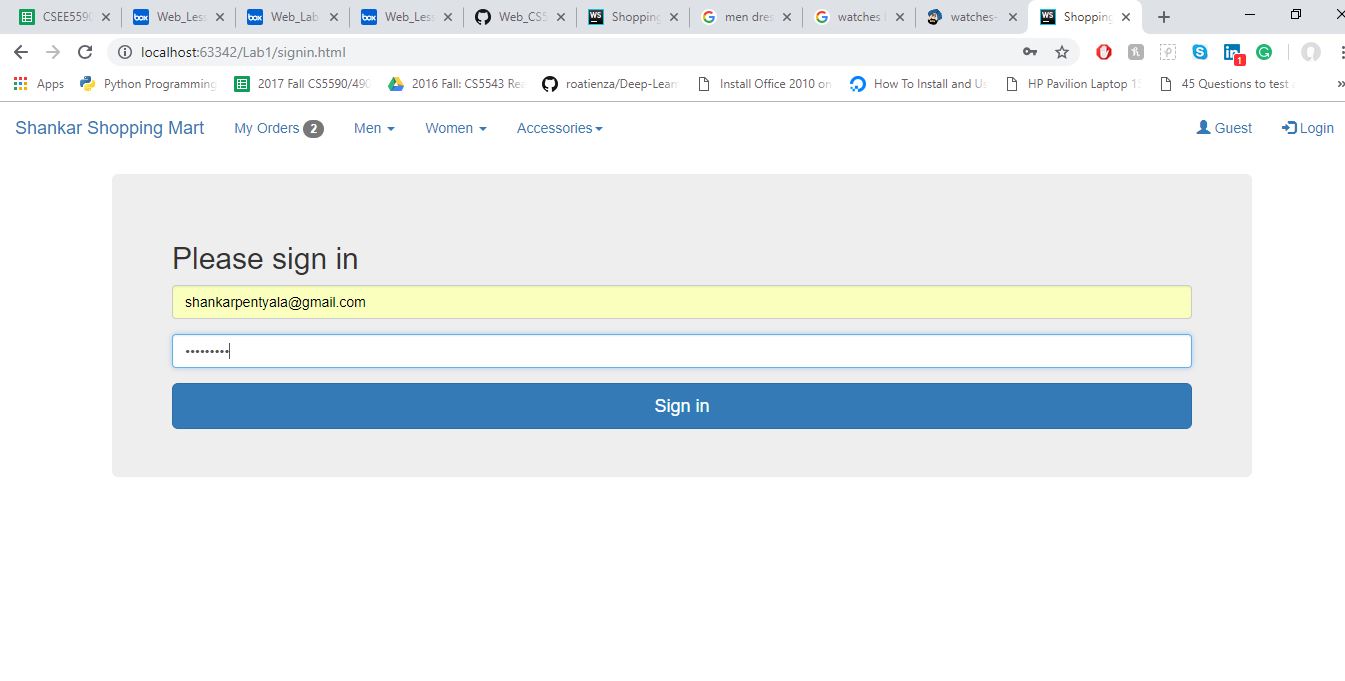 CSEE5590 Web_Less Web_Lab Web_Less Web_CS5 Shopping men dres watches watches- Shopping
localhost:63342/Lab1/signin.html
1
Apps Python Programming 2017 Fall CS5590/490 2016 Fall: CS5543 Rea roatienza/Deep-Learn Install Office 2010 on How To Install and Us HP Pavilion Laptop 15 45 Questions to test
Shankar Shopping Mart My Orders 2 Men Women Accessories Guest Login
Please sign in
shankarpentyala@gmail.com
•••••••••
Sign in